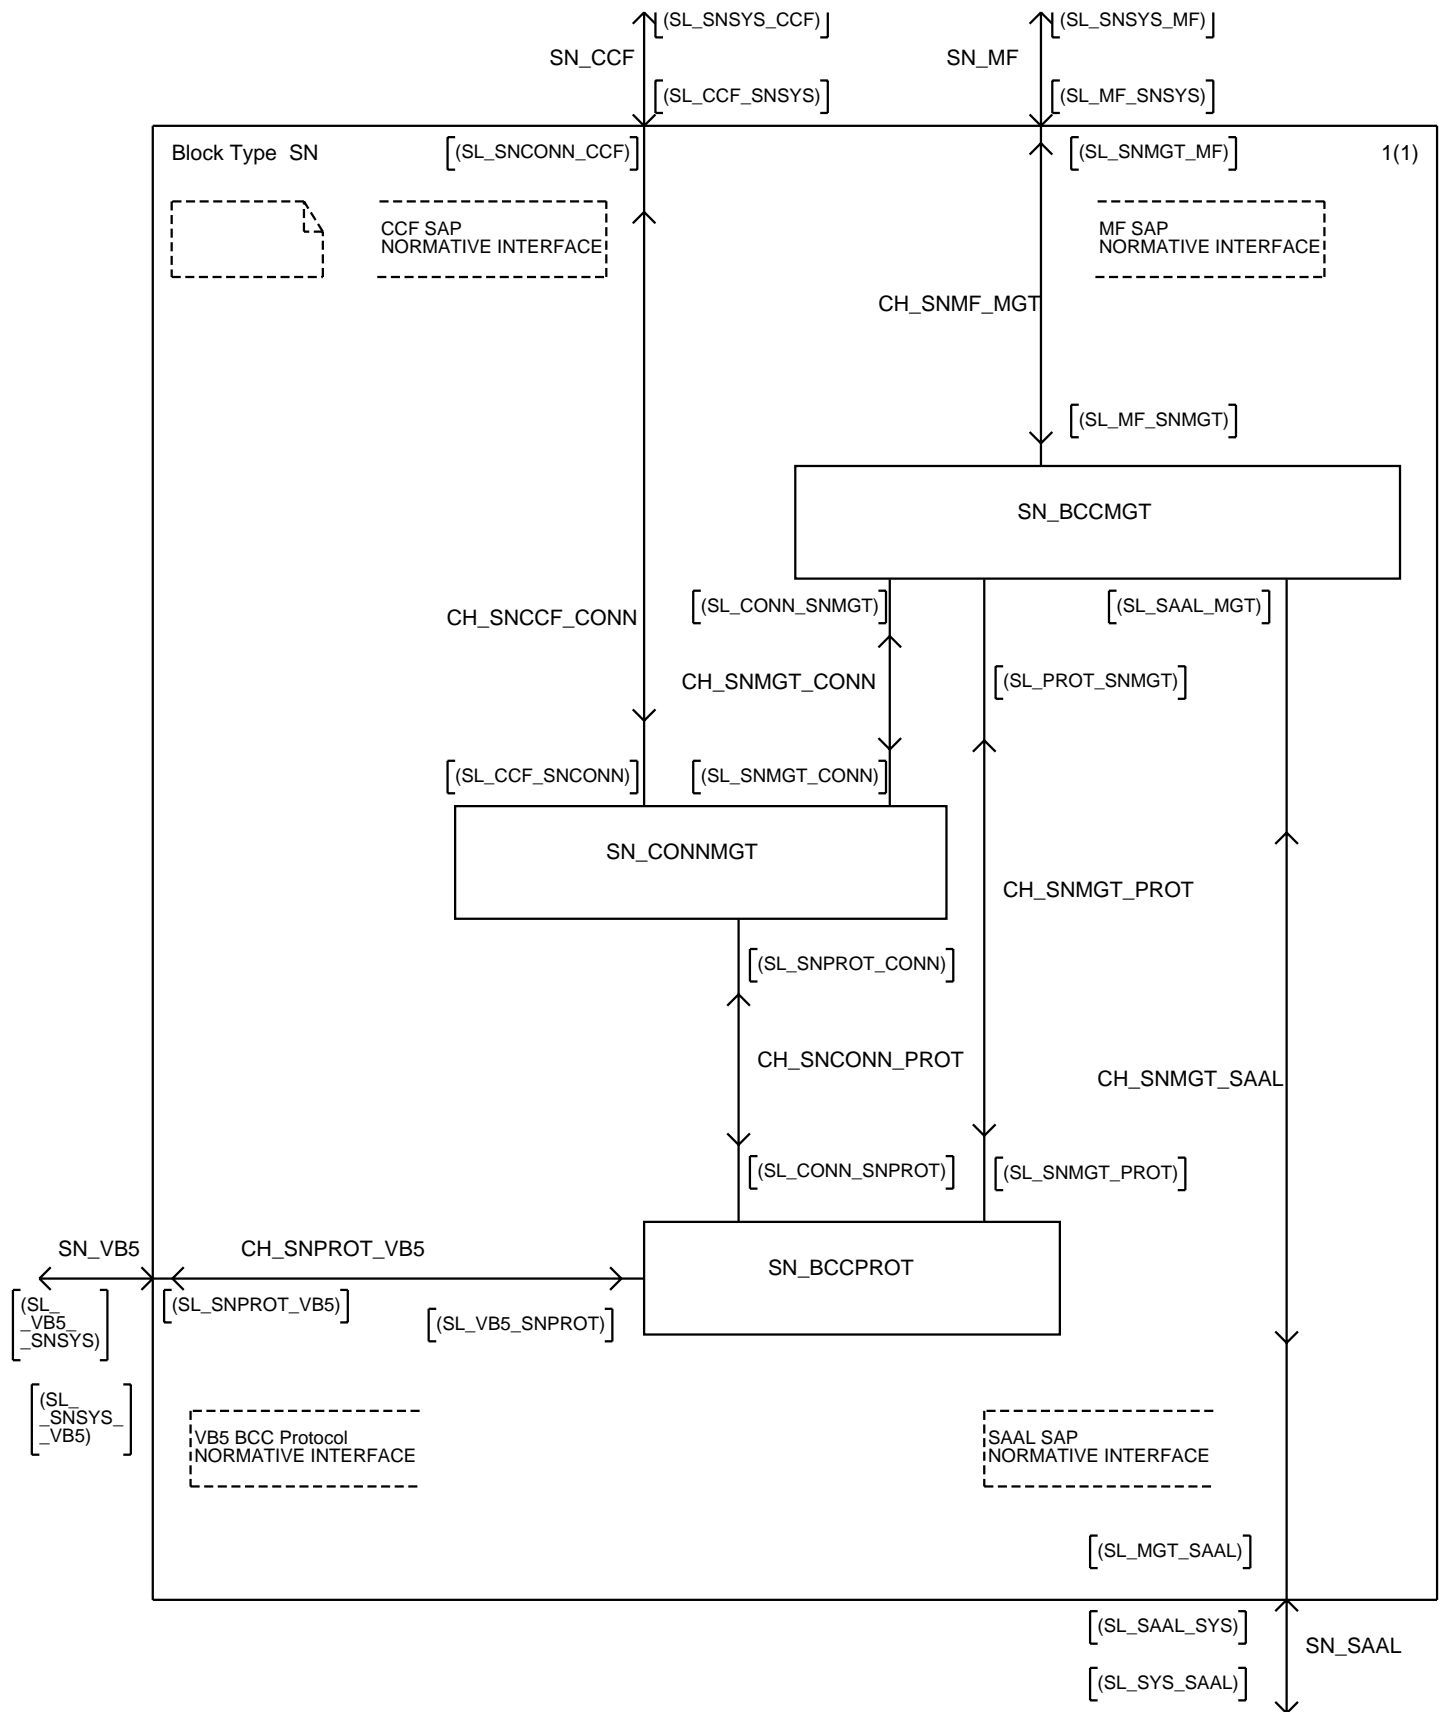 (SL_SNSYS_CCF)
(SL_SNSYS_MF)
SN_CCF
SN_MF
(SL_CCF_SNSYS)
(SL_MF_SNSYS)
Block Type SN
(SL_SNCONN_CCF)
(SL_SNMGT_MF)
1(1)
CCF SAP
NORMATIVE INTERFACE
MF SAP
NORMATIVE INTERFACE
CH_SNMF_MGT
(SL_MF_SNMGT)
SN_BCCMGT
CH_SNCCF_CONN
(SL_CONN_SNMGT)
(SL_SAAL_MGT)
CH_SNMGT_CONN
(SL_PROT_SNMGT)
(SL_CCF_SNCONN)
(SL_SNMGT_CONN)
SN_CONNMGT
CH_SNMGT_PROT
(SL_SNPROT_CONN)
CH_SNCONN_PROT
CH_SNMGT_SAAL
(SL_CONN_SNPROT)
(SL_SNMGT_PROT)
SN_VB5
CH_SNPROT_VB5
SN_BCCPROT
(SL_
_VB5_
_SNSYS)
(SL_SNPROT_VB5)
(SL_VB5_SNPROT)
(SL_
_SNSYS_
_VB5)
VB5 BCC Protocol
NORMATIVE INTERFACE
SAAL SAP
NORMATIVE INTERFACE
(SL_MGT_SAAL)
(SL_SAAL_SYS)
SN_SAAL
(SL_SYS_SAAL)